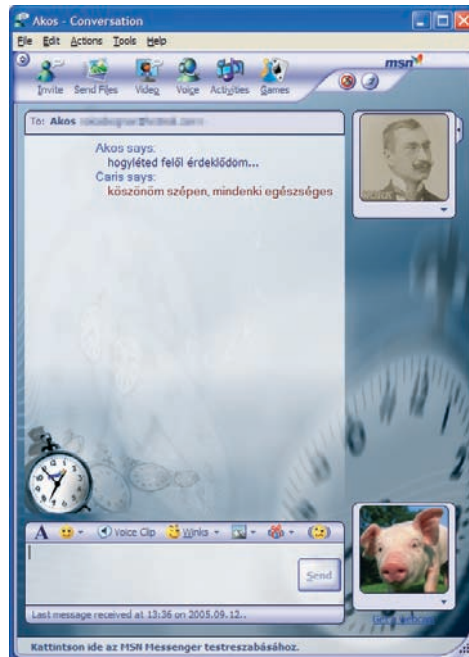 Akos - Conversation
File Edit Actions Tools Help
msn
Invite Send Files Video Voice Activities Games
To: Akos
Akos says:
hogyléted felől érdeklődöm...
Caris says:
köszönöm szépen, mindenki egészséges
A Voice Clip Winks
Send
Last message received at 13:36 on 2005.09.12..
Get a webcam
Kattintson ide az MSN Messenger testreszabásához.